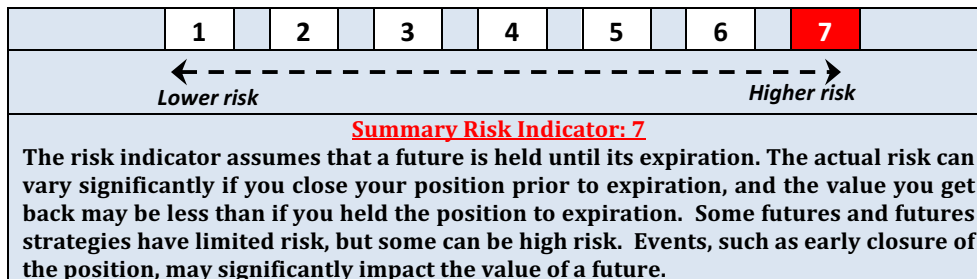 1 2 3 4 5 6 7
Lower risk Higher risk
Summary Risk Indicator: 7
The risk indicator assumes that a future is held until its expiration. The actual risk can
vary significantly if you close your position prior to expiration, and the value you get
back may be less than if you held the position to expiration.  Some futures and futures
strategies have limited risk, but some can be high risk.  Events, such as early closure of
the position, may significantly impact the value of a future.